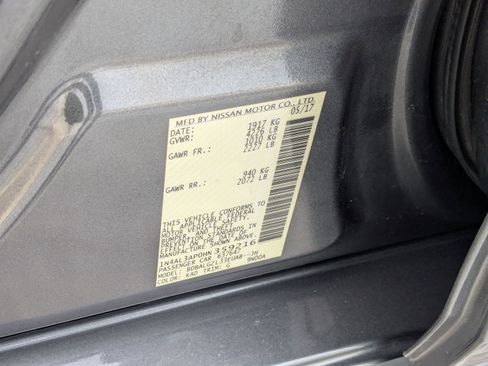 MFD BY NISSAN MOTOR CO., LTD.
DATE: 05/17
GVWR: 1917 KG
4226 LB
GAWR FR.: 1010 KG
2227 LB
GAWR RR.: 940 KG
2072 LB
THIS VEHICLE CONFORMS TO
ALL APPLICABLE FEDERAL
MOTOR VEHICLE SAFETY,
BUMPER AND THEFT
PREVENTION STANDARDS
IN EFFECT ON THE DATE OF
MANUFACTURE SHOWN ABOVE.
1N4AL3AP0HN 359216
PASSENGER CAR
COLOR: KAD TRIM: G